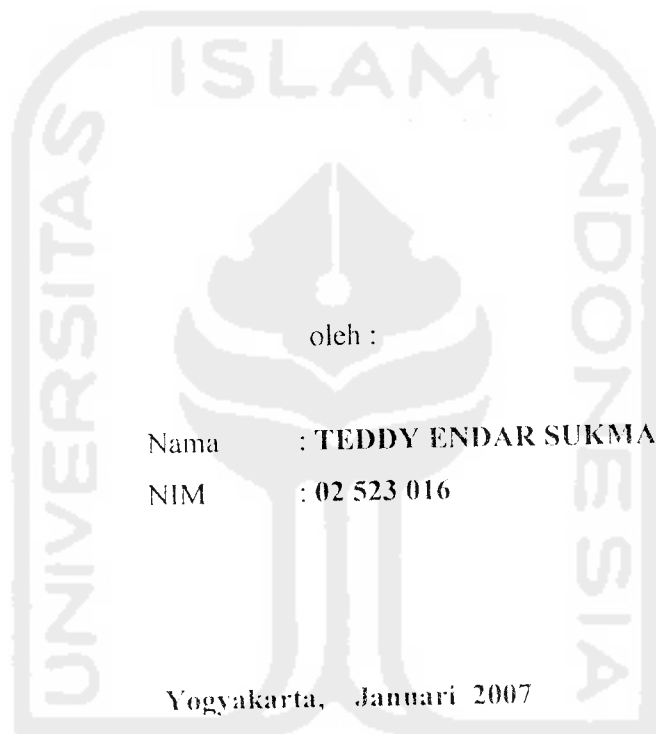 UNIVERSITAS ISLAM INDONESIA
oleh :
Nama : TEDDY ENDAR SUKMA
NIM : 02 523 016
Yogyakarta, Januari 2007